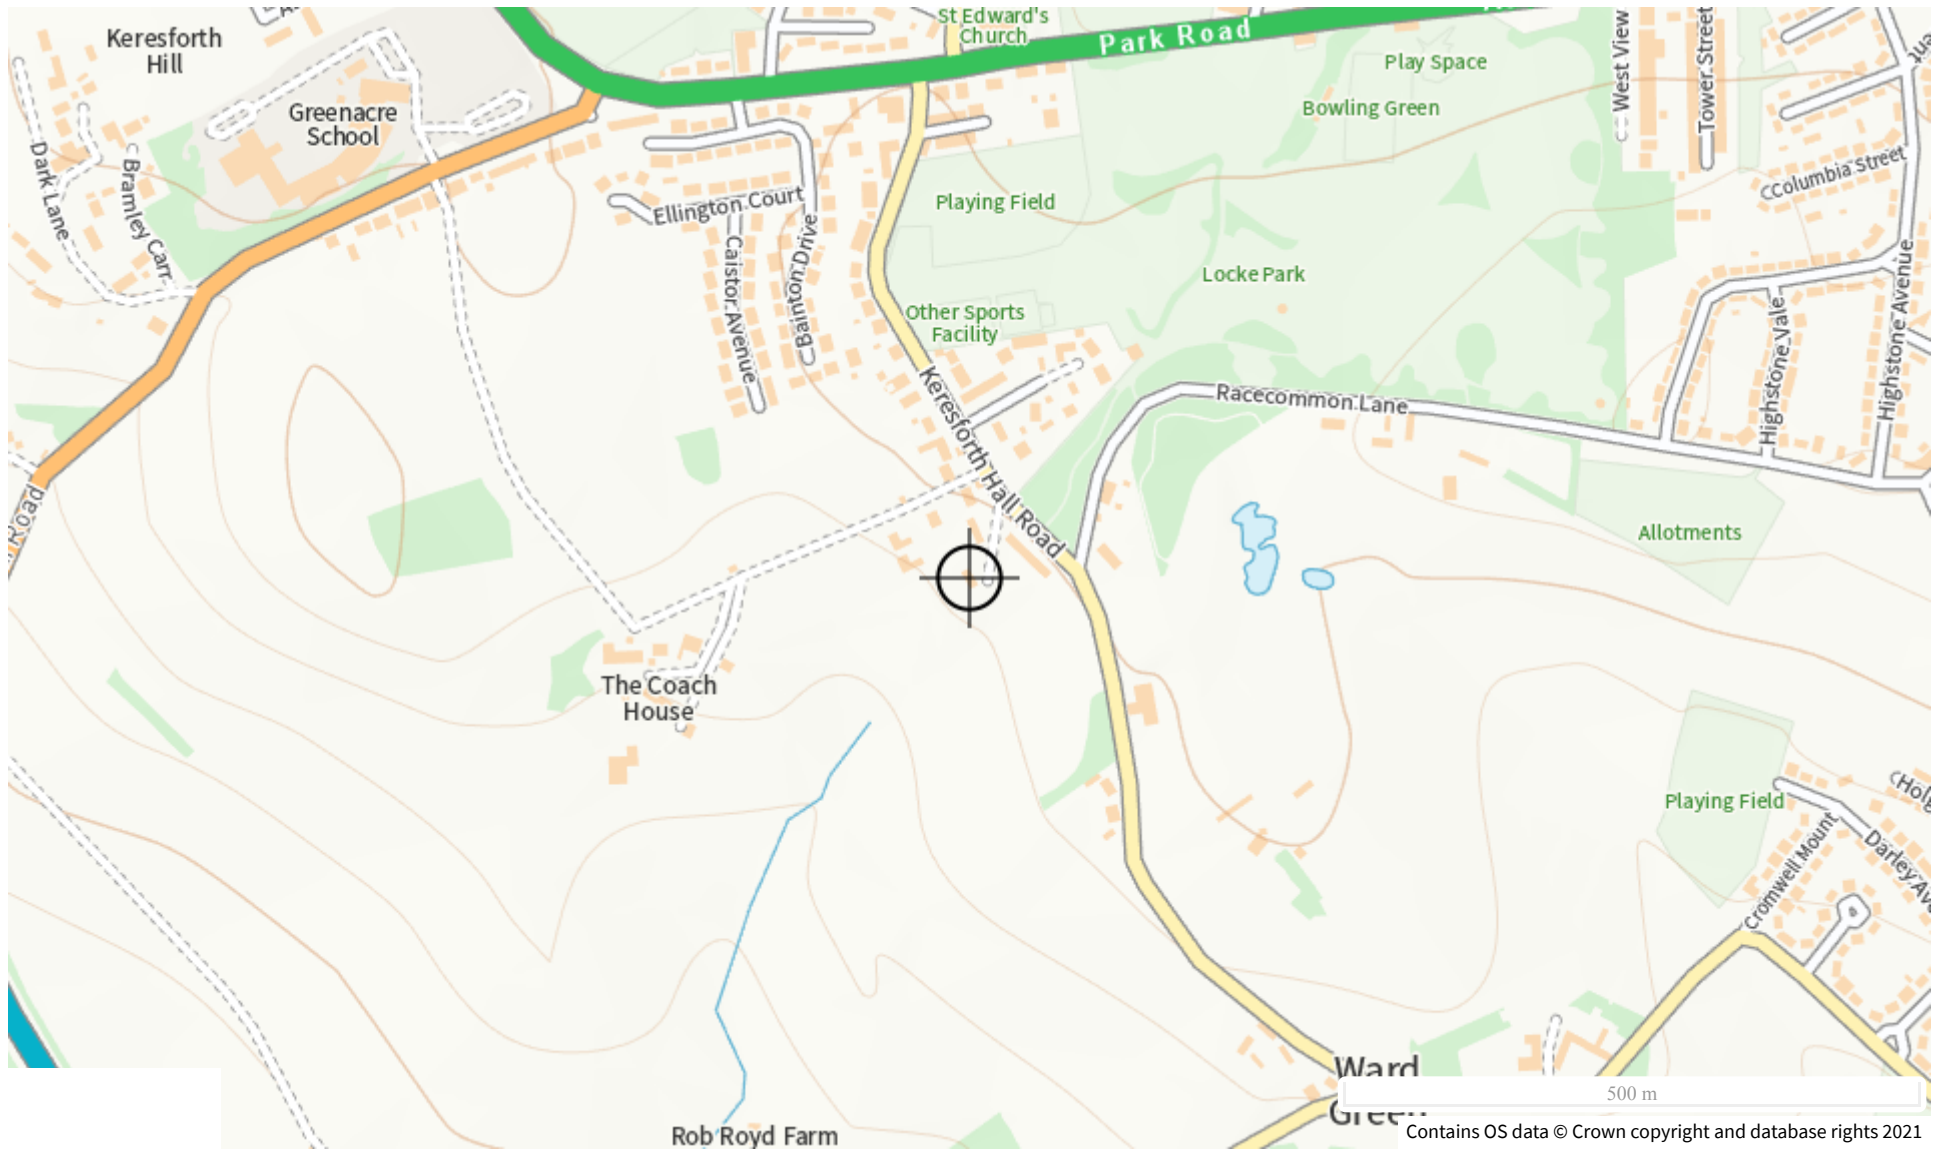 St Edward's
Church
Park Road
Keresforth
Hill
Greenacre
School
Play Space
Bowling Green
West View
Tower Street
Dark Lane
Bramley Carr
Columbia Street
Ellington Court
Playing Field
Caistor Avenue
Bainton Drive
Locke Park
Other Sports
Facility
Highstone Avenue
Highstone Vale
Keresforth Hall Road
Racecommon Lane
Road
Allotments
The Coach
House
Playing Field
Cromwell Mount
Darley Av
Ward
Green
500 m
Rob Royd Farm
Contains OS data © Crown copyright and database rights 2021